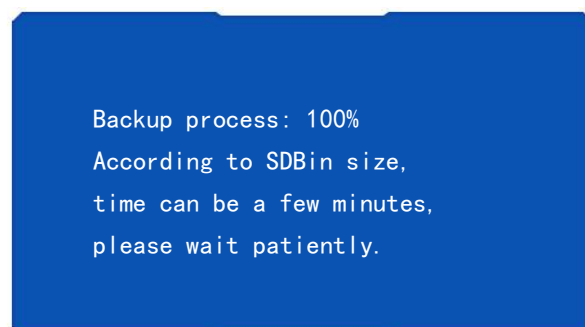 Backup process: 100%
According to SDBin size,
time can be a few minutes,
please wait patiently.